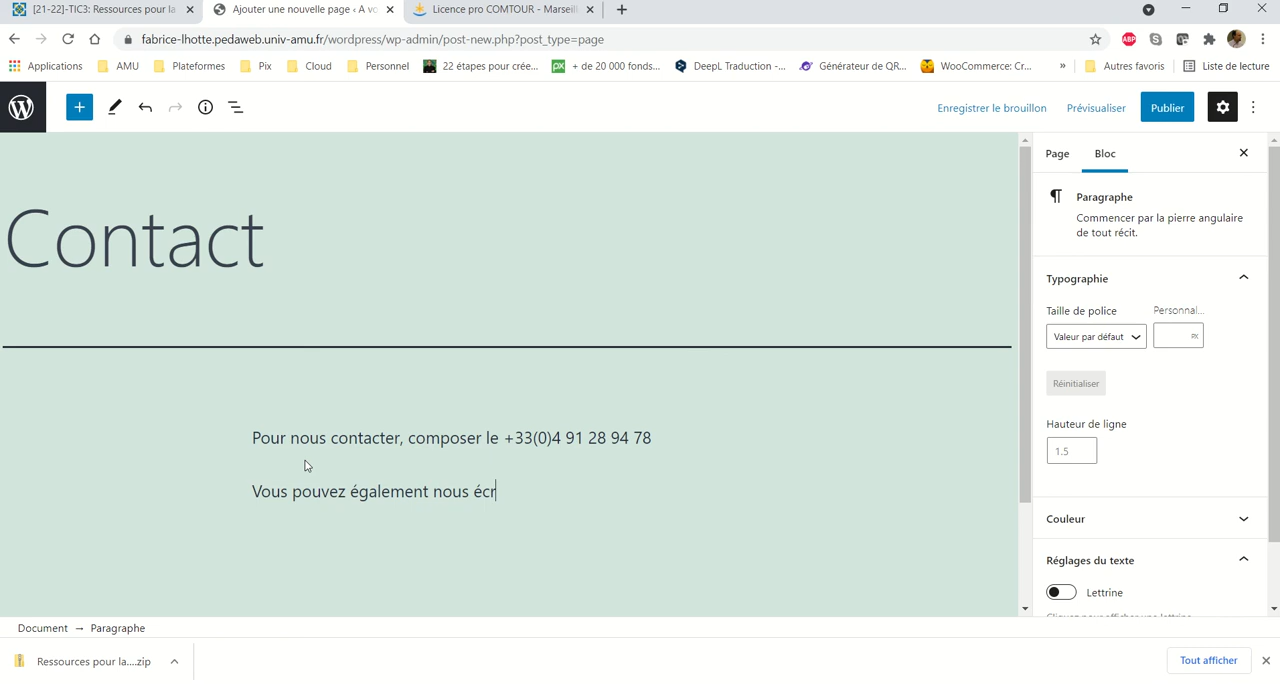 [21-22]-TIC3: Ressources pour la
Ajouter une nouvelle page ‹ A vo
Licence pro COMTOUR - Marseil
fabrice-lhotte.pedaweb.univ-amu.fr/wordpress/wp-admin/post-new.php?post_type=page
ABP
Applications AMU Plateformes Pix Cloud Personnel 22 étapes pour crée... + de 20 000 fonds... DeepL Traduction -... Générateur de QR... WooCommerce: Cr... » Autres favoris Liste de lecture
Enregistrer le brouillon Prévisualiser Publier
Page Bloc
Paragraphe
Commencer par la pierre angulaire
de tout récit.
Contact
Typographie
Taille de police Personnal...
Valeur par défaut PX
Réinitialiser
Hauteur de ligne
1.5
Pour nous contacter, composer le +33(0)4 91 28 94 78
Vous pouvez également nous écr
Couleur
Réglages du texte
Lettrine
Document → Paragraphe
Ressources pour la....zip
Tout afficher